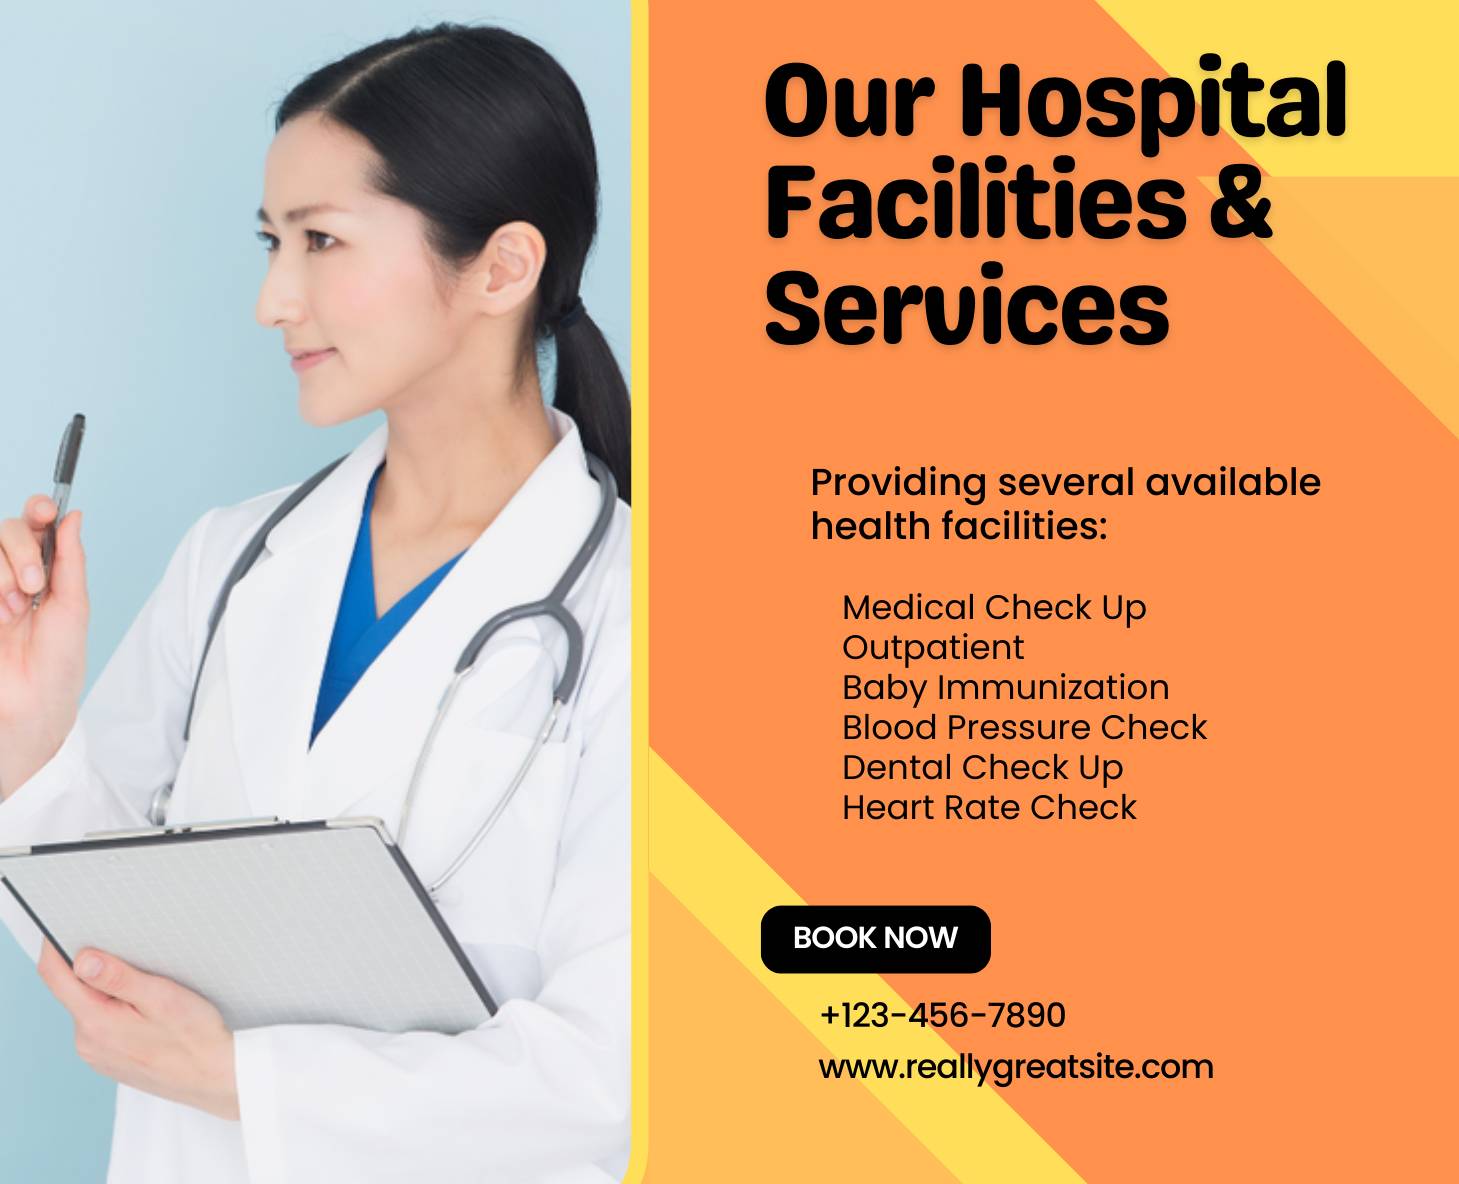 Our Hospital
Facilities &
Services
Providing several available
health facilities:
Medical Check Up
Outpatient
Baby Immunization
Blood Pressure Check
Dental Check Up
Heart Rate Check
BOOK NOW
+123-456-7890
www.reallygreatsite.com